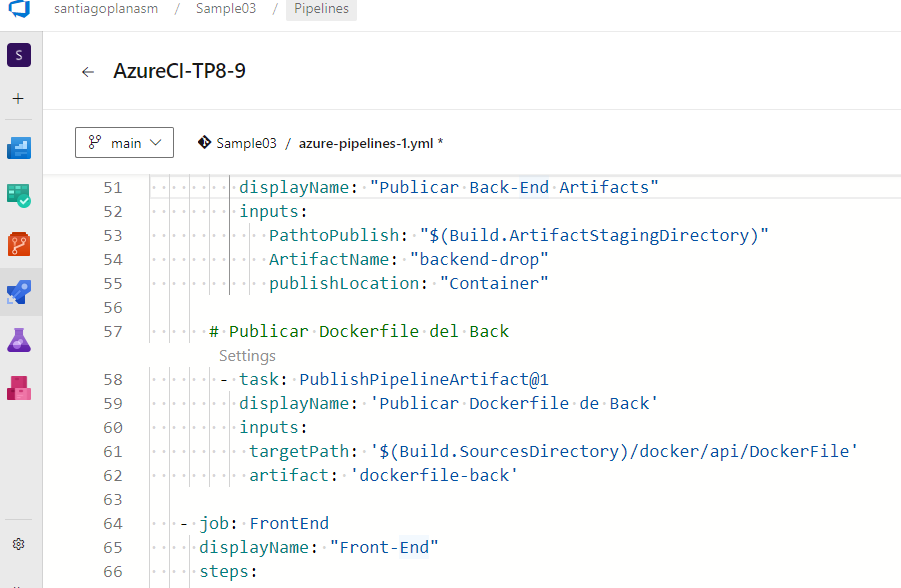 santiagoplanasm / Sample03 / Pipelines
S
← AzureCI-TP8-9
main Sample03 / azure-pipelines-1.yml *
51 displayName: "Publicar Back-End Artifacts"
52 inputs:
53 PathtoPublish: "$(Build.ArtifactStagingDirectory)"
54 ArtifactName: "backend-drop"
55 publishLocation: "Container"
56
57 # Publicar Dockerfile del Back
Settings
58 - task: PublishPipelineArtifact@1
59 displayName: 'Publicar Dockerfile de Back'
60 inputs:
61 targetPath: '$(Build.SourcesDirectory)/docker/api/DockerFile'
62 artifact: 'dockerfile-back'
63
64 - job: FrontEnd
65 displayName: "Front-End"
66 steps: